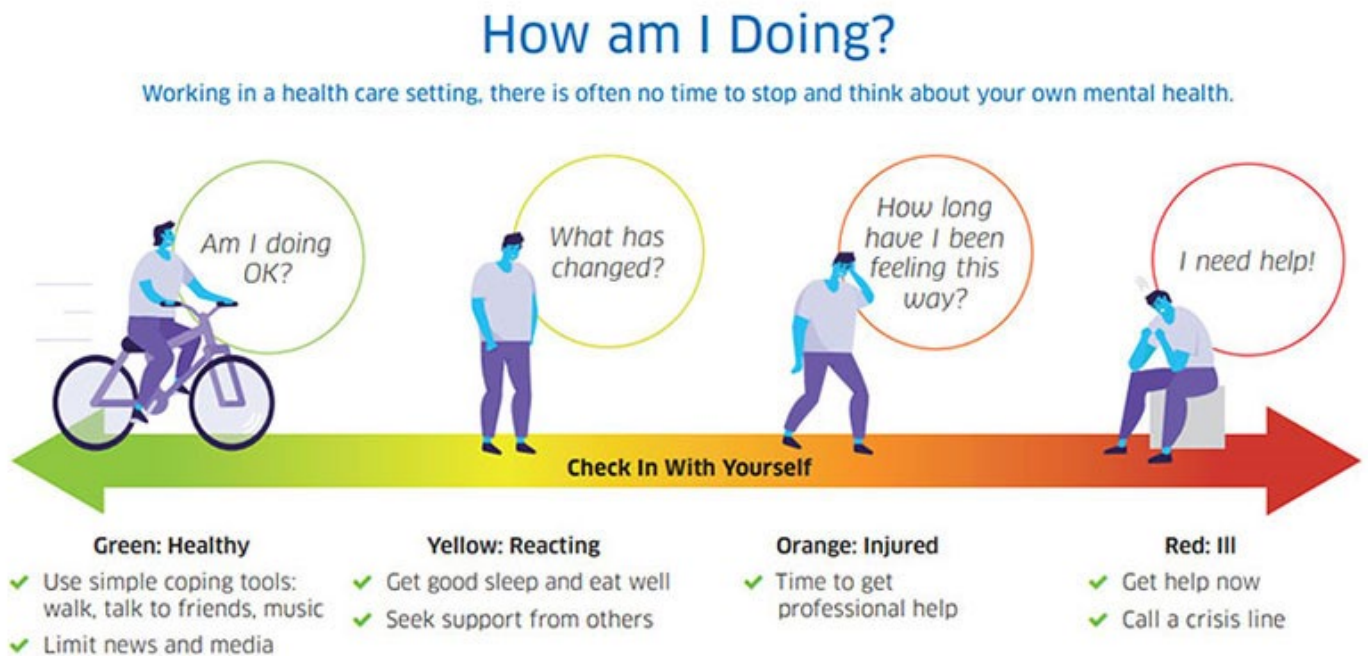 How am I Doing?
Working in a health care setting, there is often no time to stop and think about your own mental health.
Am I doing
OK?
What has
changed?
How long
have I been
feeling this
way?
I need help!
Check In With Yourself
Green: Healthy
Use simple coping tools:
walk, talk to friends, music
Limit news and media
Yellow: Reacting
Get good sleep and eat well
Seek support from others
Orange: Injured
Time to get
professional help
Red: Ill
Get help now
Call a crisis line